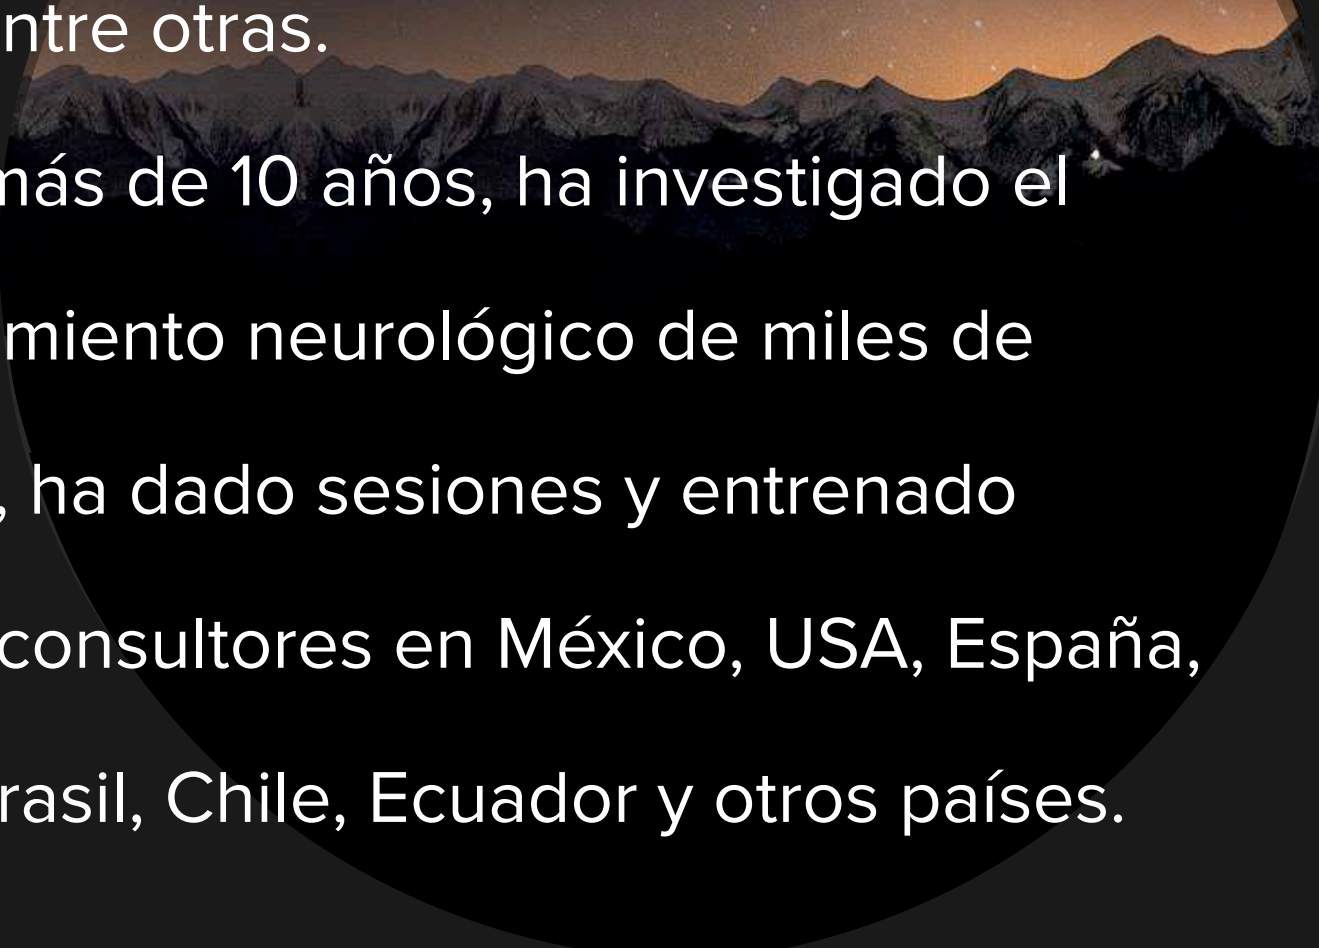 ntre otras.
más de 10 años, ha investigado el
miento neurológico de miles de
, ha dado sesiones y entrenado
consultores en México, USA, España,
rasil, Chile, Ecuador y otros países.